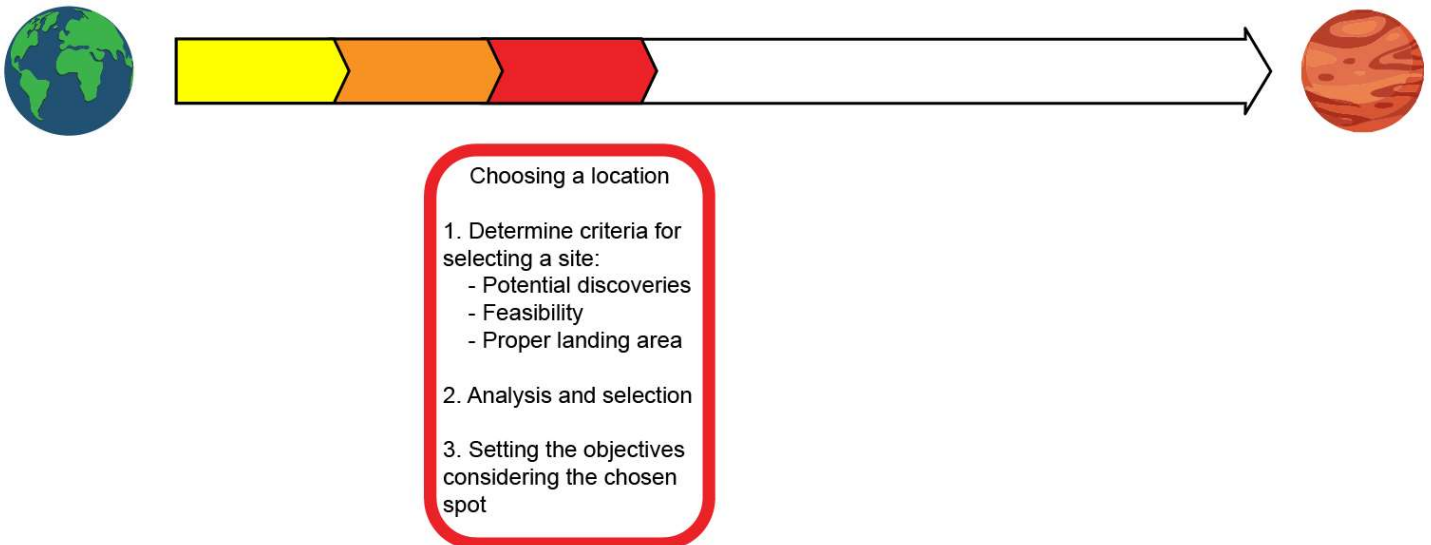 Choosing a location
1. Determine criteria for
selecting a site:
- Potential discoveries
- Feasibility
- Proper landing area
2. Analysis and selection
3. Setting the objectives
considering the chosen
spot